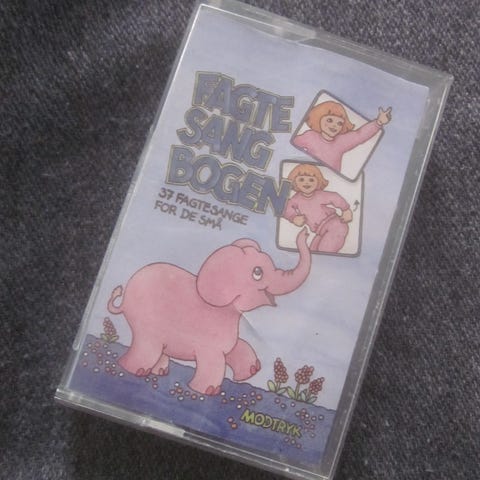 FAGTE
SANG
BOGEN
37 FAGTESANGE
FOR DE SMÅ
MODTRYK